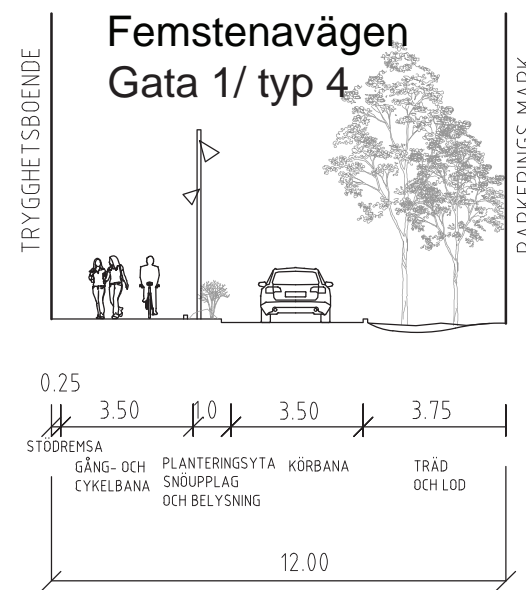 Femstenavägen
Gata 1/ typ 4
TRYGGHETSBOENDE
PARKERINGS MARK
0.25
3.50
1.0
3.50
3.75
STÖDREMSA
GÅNG- OCH
CYKELBANA
PLANTERINGSYTA
SNÖUPPLAG
OCH BELYSNING
KÖRBANA
TRÄD
OCH LOD
12.00